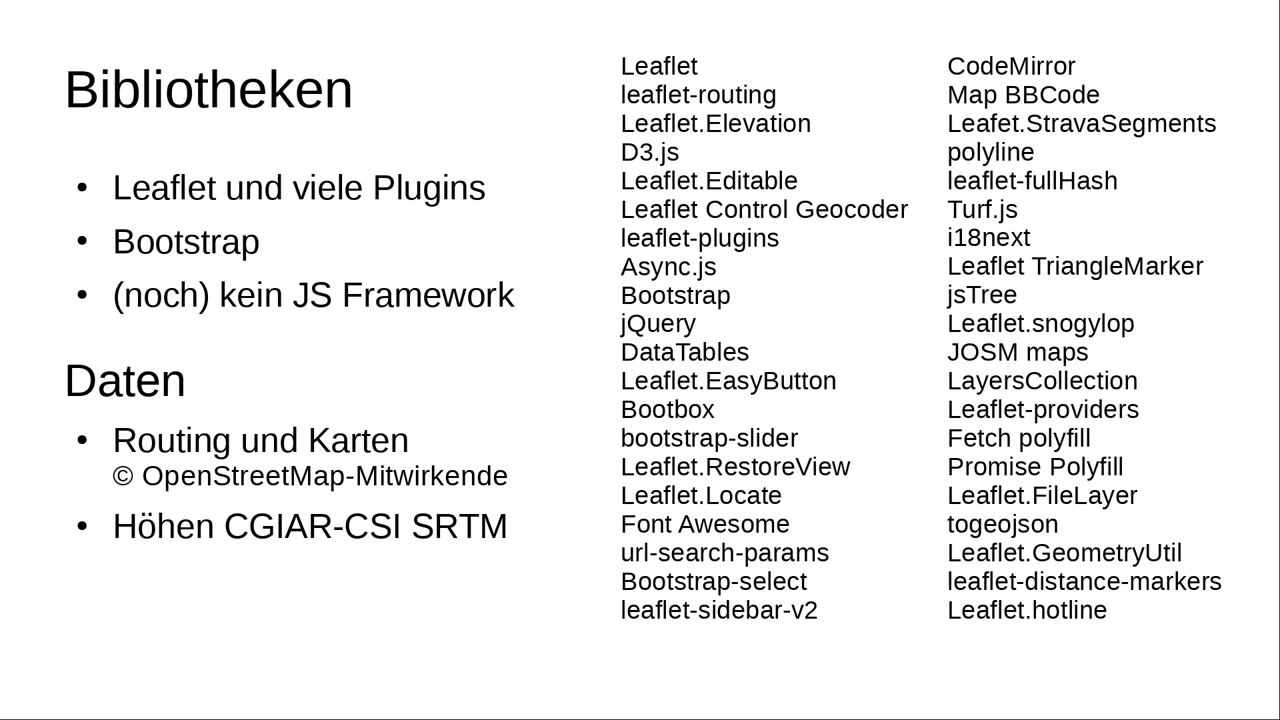 Bibliotheken
• Leaflet und viele Plugins
• Bootstrap
• (noch) kein JS Framework
Daten
• Routing und Karten
© OpenStreetMap-Mitwirkende
• Höhen CGIAR-CSI SRTM
Leaflet
leaflet-routing
Leaflet.Elevation
D3.js
Leaflet.Editable
Leaflet Control Geocoder
leaflet-plugins
Async.js
Bootstrap
jQuery
DataTables
Leaflet.EasyButton
Bootbox
bootstrap-slider
Leaflet.RestoreView
Leaflet.Locate
Font Awesome
url-search-params
Bootstrap-select
leaflet-sidebar-v2
CodeMirror
Map BBCode
Leafet.StravaSegments
polyline
leaflet-fullHash
Turf.js
i18next
Leaflet TriangleMarker
jsTree
Leaflet.snogylop
JOSM maps
LayersCollection
Leaflet-providers
Fetch polyfill
Promise Polyfill
Leaflet.FileLayer
togeojson
Leaflet.GeometryUtil
leaflet-distance-markers
Leaflet.hotline